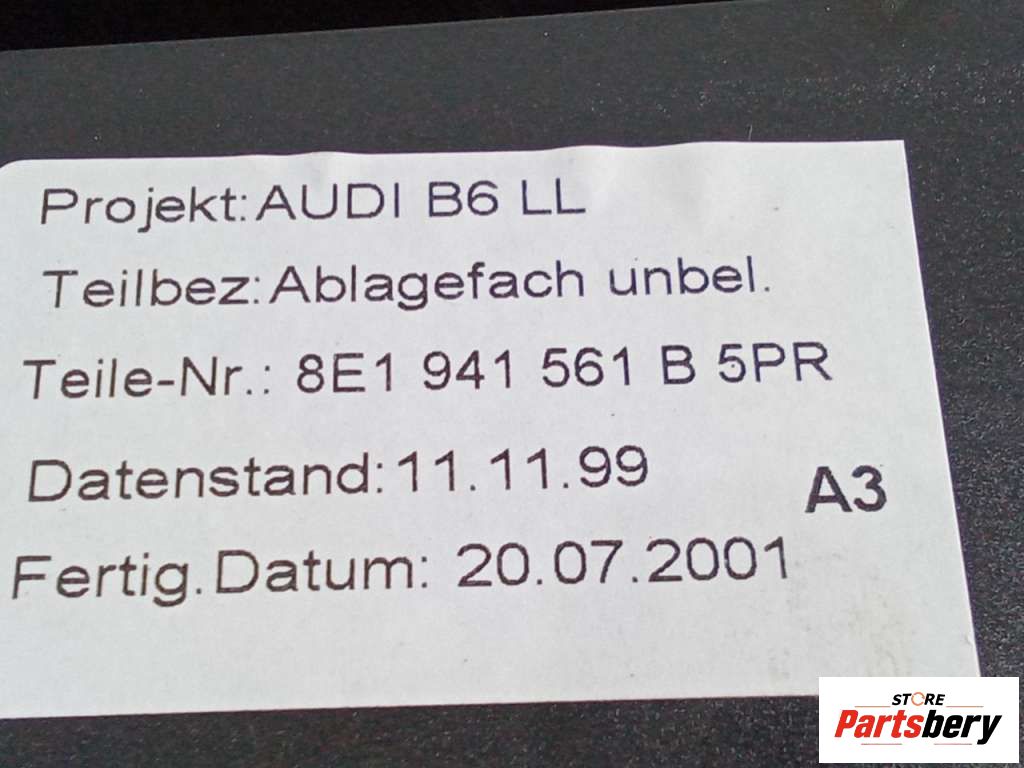 Projekt: AUDI B6 LL
Teilbez: Ablagefach unbel.
Teile-Nr.: 8E1 941 561 B 5PR
Datenstand: 11.11.99
A3
Fertig.Datum: 20.07.2001
STORE
Partsbery